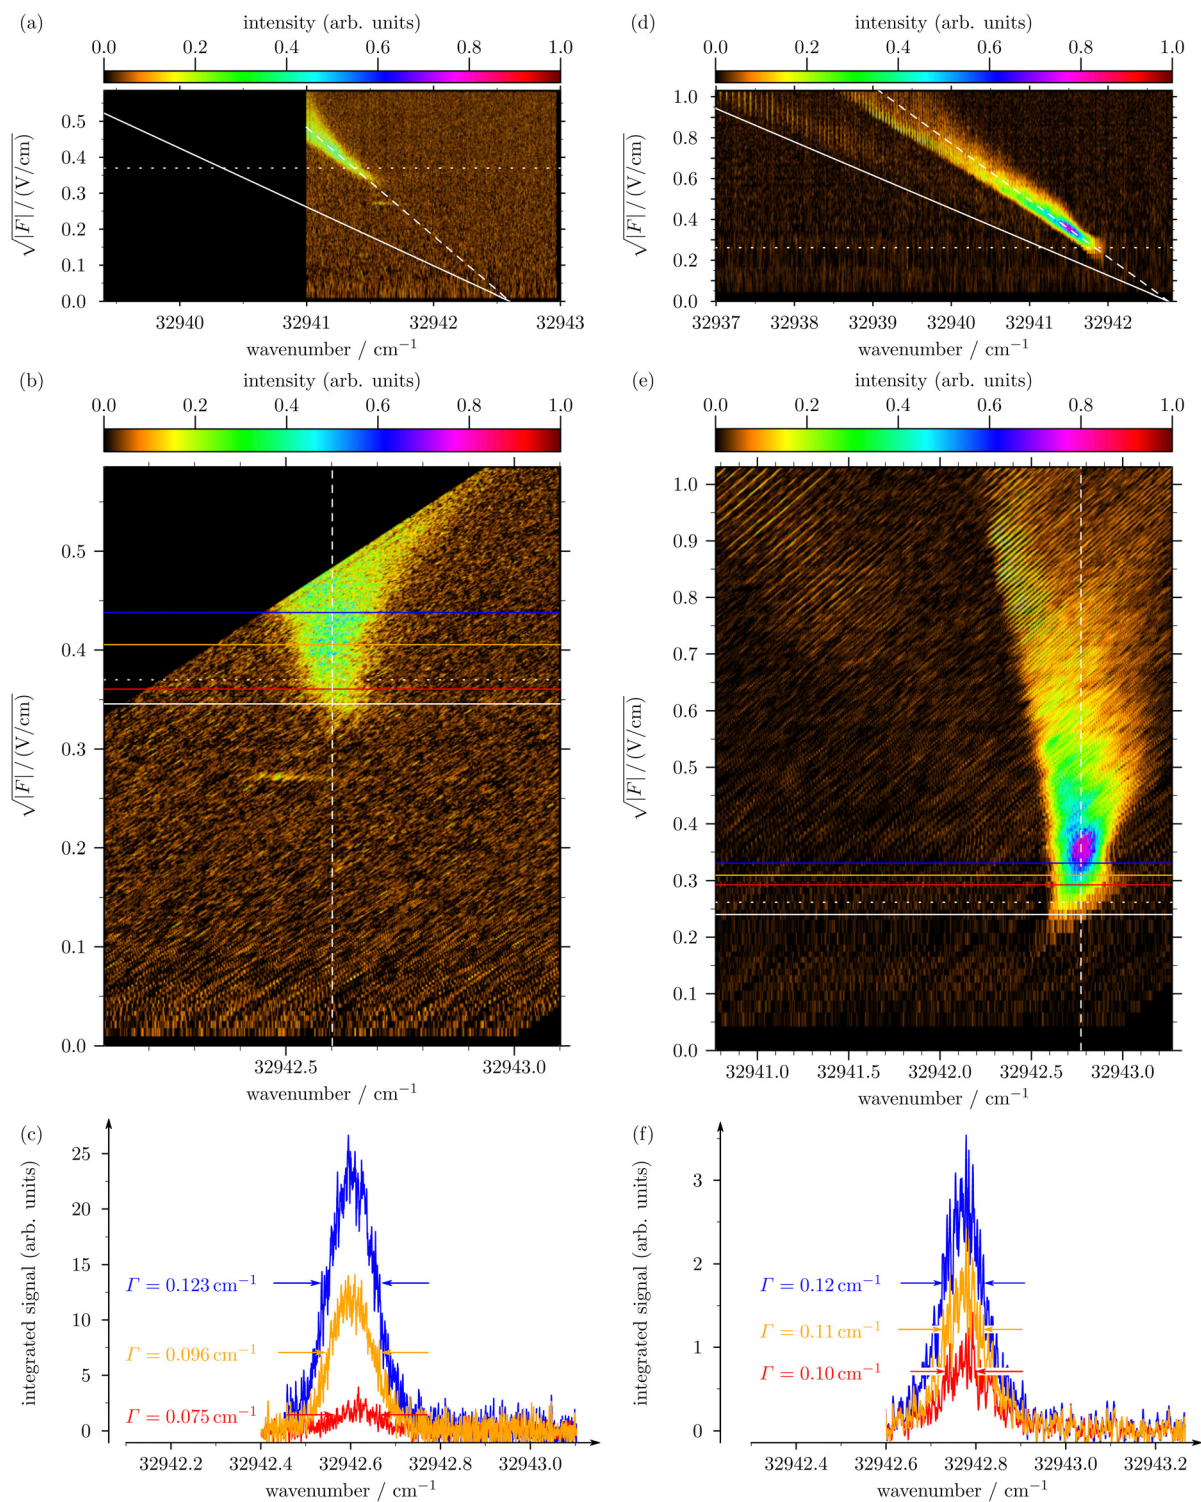 (a)
intensity (arb. units)
0.0 0.2 0.4 0.6 0.8 1.0
√|F| / (V/cm)
0.5
0.4
0.3
0.2
0.1
0.0
32940 32941 32942 32943
wavenumber / cm⁻¹
(d)
intensity (arb. units)
0.0 0.2 0.4 0.6 0.8 1.0
√|F| / (V/cm)
1.0
0.8
0.6
0.4
0.2
0.0
32937 32938 32939 32940 32941 32942
wavenumber / cm⁻¹
(b)
intensity (arb. units)
0.0 0.2 0.4 0.6 0.8 1.0
√|F| / (V/cm)
0.5
0.4
0.3
0.2
0.1
0.0
32942.5 32943.0
wavenumber / cm⁻¹
(e)
intensity (arb. units)
0.0 0.2 0.4 0.6 0.8 1.0
√|F| / (V/cm)
1.0
0.9
0.8
0.7
0.6
0.5
0.4
0.3
0.2
0.1
0.0
32941.0 32941.5 32942.0 32942.5 32943.0
wavenumber / cm⁻¹
(c)
integrated signal (arb. units)
25
20
15
10
5
0
Γ = 0.123 cm⁻¹
Γ = 0.096 cm⁻¹
Γ = 0.075 cm⁻¹
32942.2 32942.4 32942.6 32942.8 32943.0
wavenumber / cm⁻¹
(f)
integrated signal (arb. units)
3
2
1
0
Γ = 0.12 cm⁻¹
Γ = 0.11 cm⁻¹
Γ = 0.10 cm⁻¹
32942.4 32942.6 32942.8 32943.0 32943.2
wavenumber / cm⁻¹